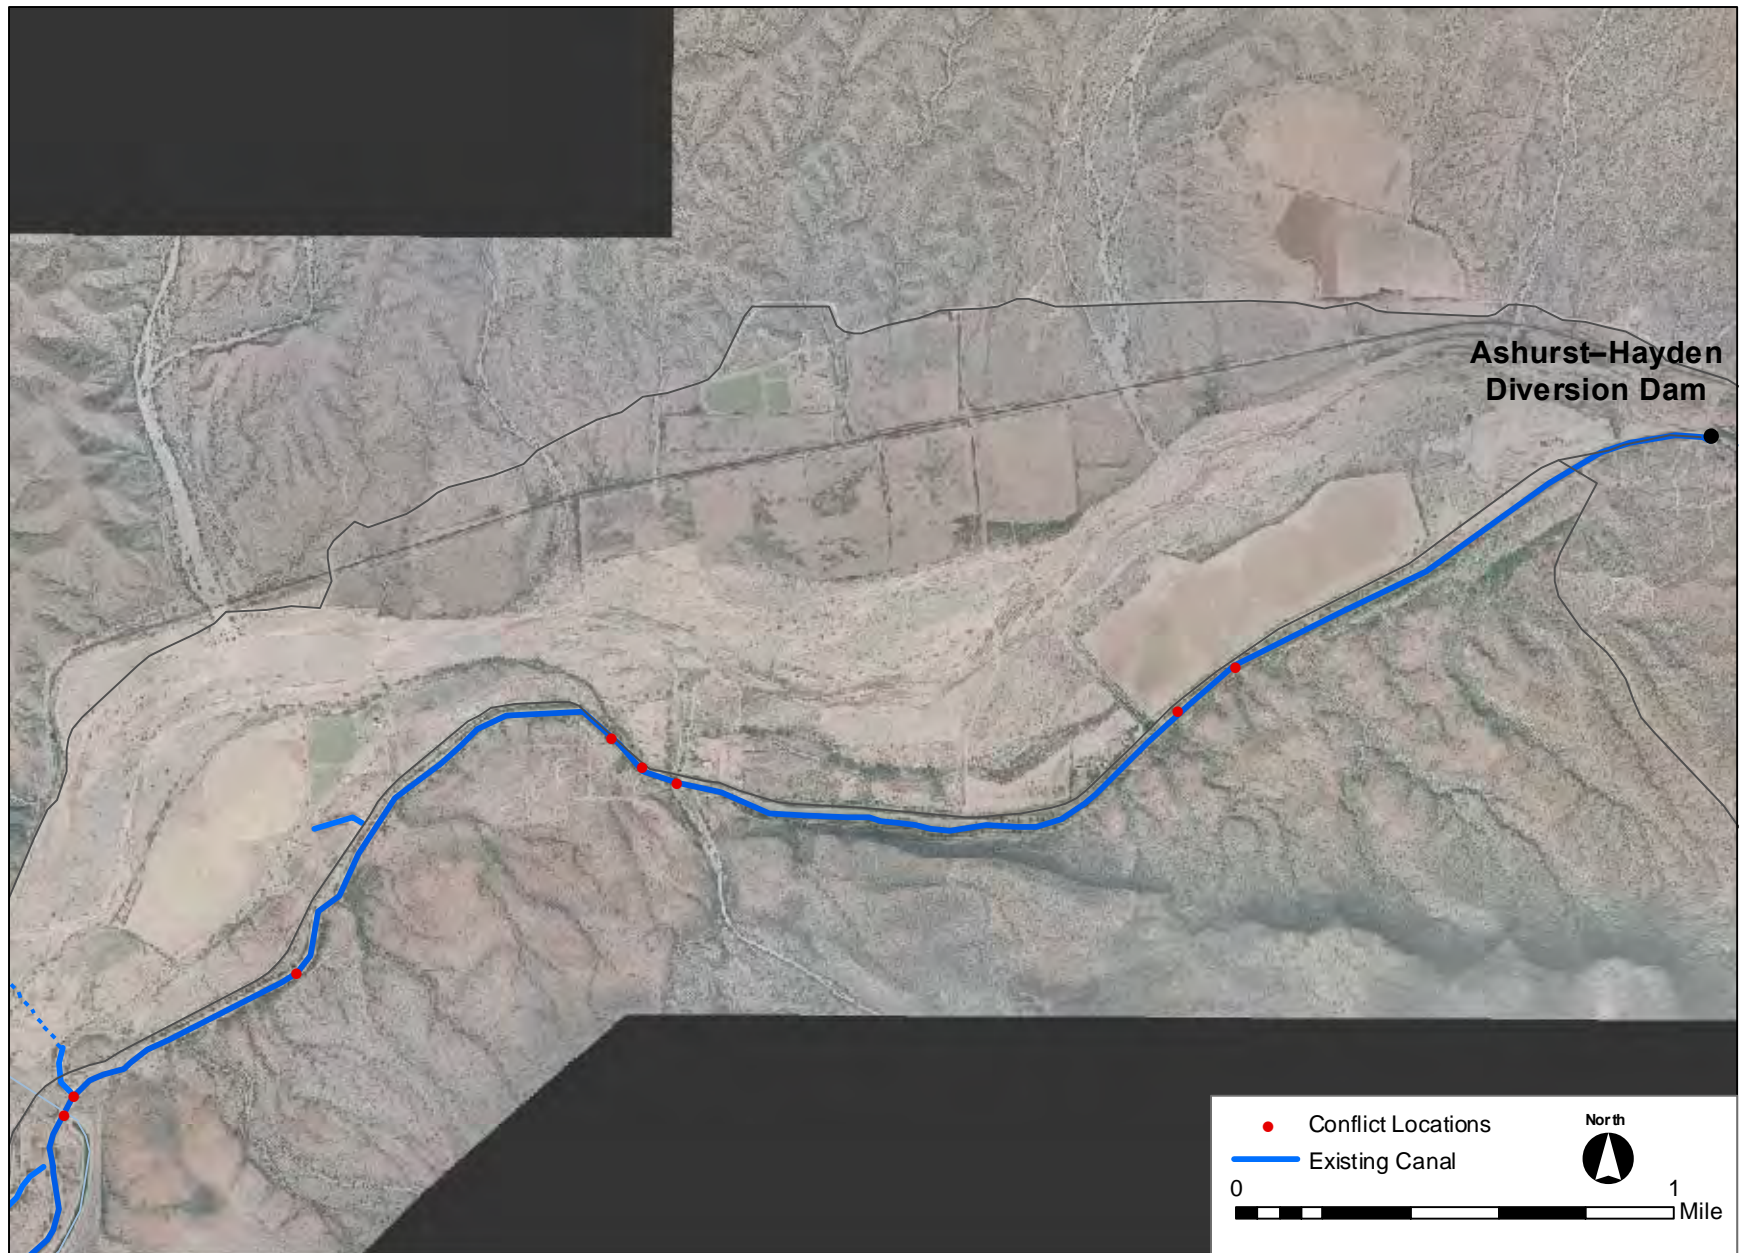 Ashurst–Hayden
Diversion Dam
Conflict Locations
Existing Canal
North
0 1
Mile